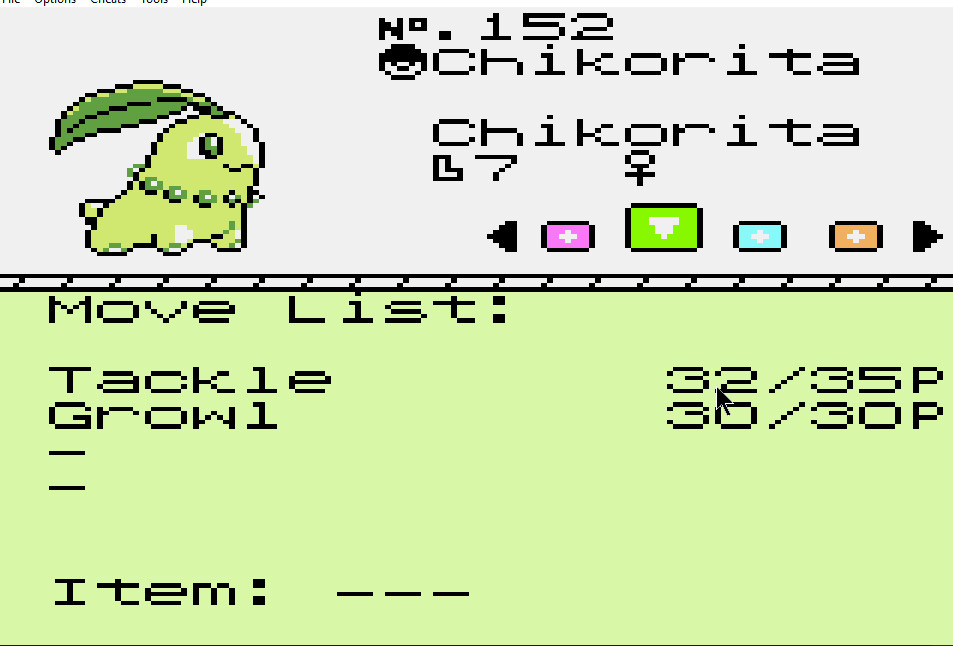 File Options Cheats Tools Help
Nº.152
Chikorita
Chikorita
L7 ♀
Move List:
Tackle 32/35P
Growl 30/30P
–
–
Item: ---